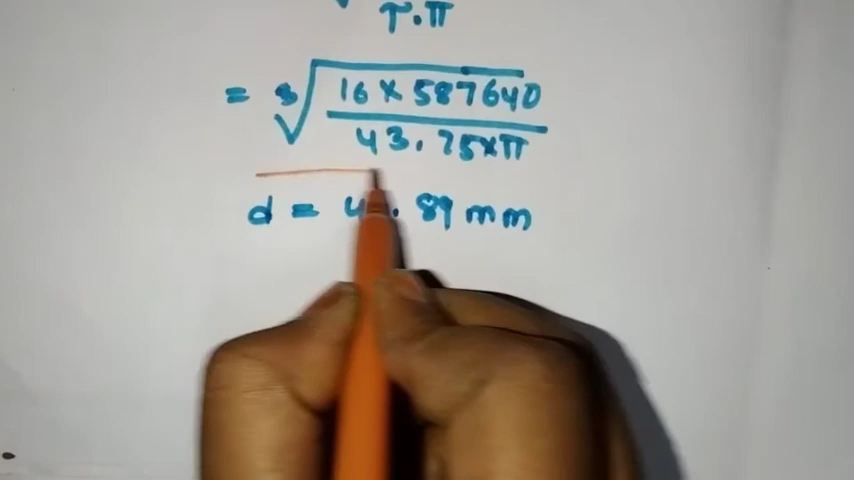 τ.π
= 3√ 16×587640
43.75×π
d = 4 . 89 mm